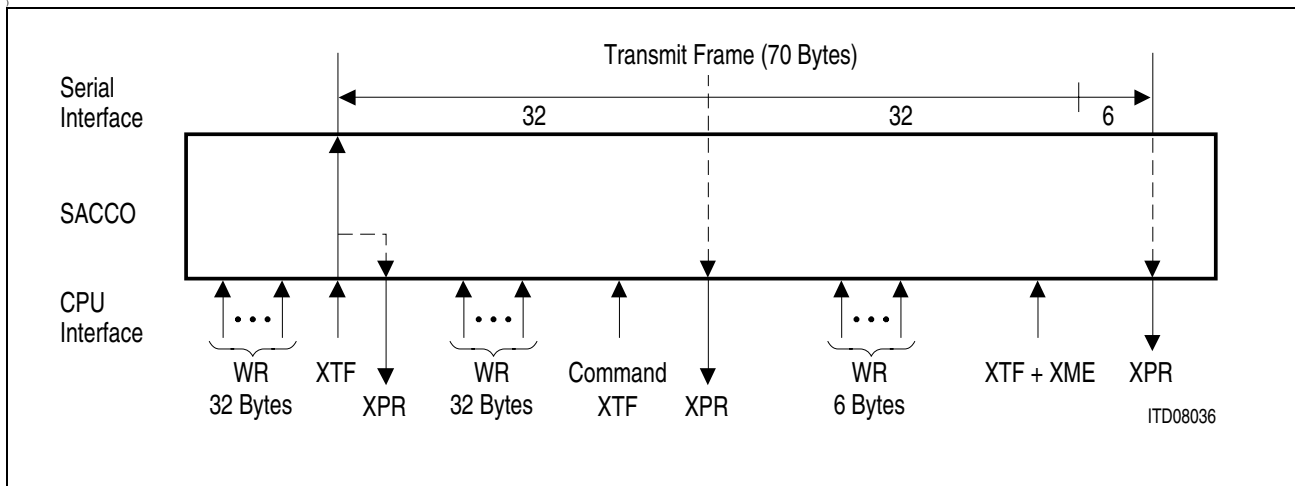 Transmit Frame (70 Bytes)
Serial
Interface
32
32
6
SACCO
CPU
Interface
WR
32 Bytes
XTF
XPR
WR
32 Bytes
Command
XTF
XPR
WR
6 Bytes
XTF + XME
XPR
ITD08036